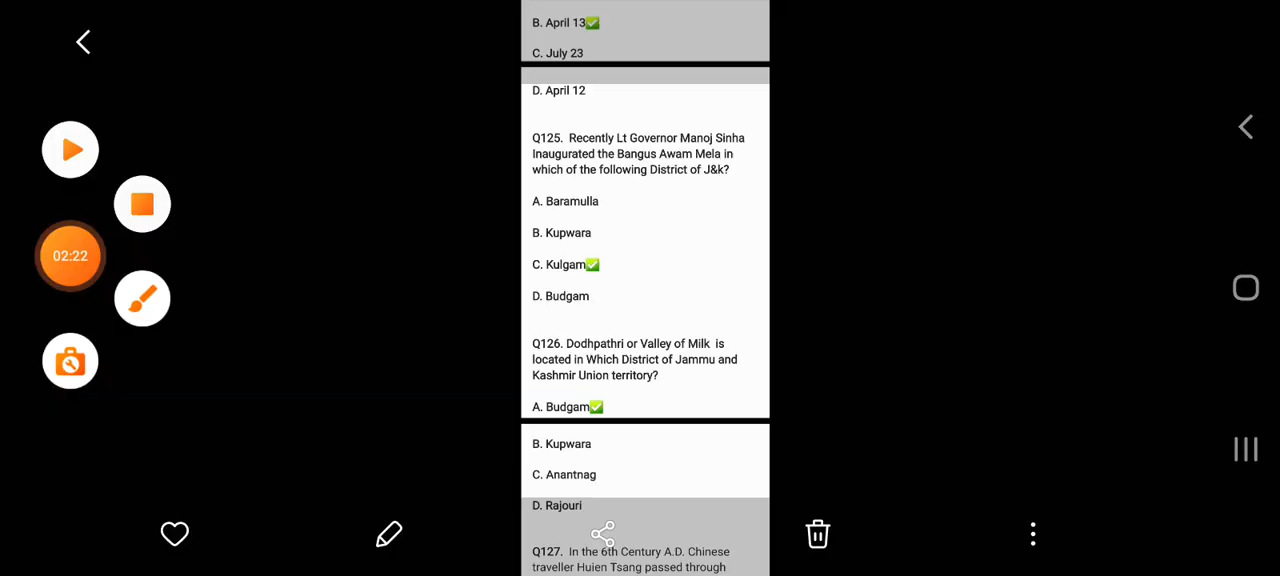 B. April 13✅
C. July 23
D. April 12
Q125. Recently Lt Governor Manoj Sinha
Inaugurated the Bangus Awam Mela in
which of the following District of J&k?
A. Baramulla
B. Kupwara
C. Kulgam✅
D. Budgam
Q126. Dodhpathri or Valley of Milk is
located in Which District of Jammu and
Kashmir Union territory?
A. Budgam✅
B. Kupwara
C. Anantnag
D. Rajouri
Q127. In the 6th Century A.D. Chinese
traveller Huien Tsang passed through
02:22